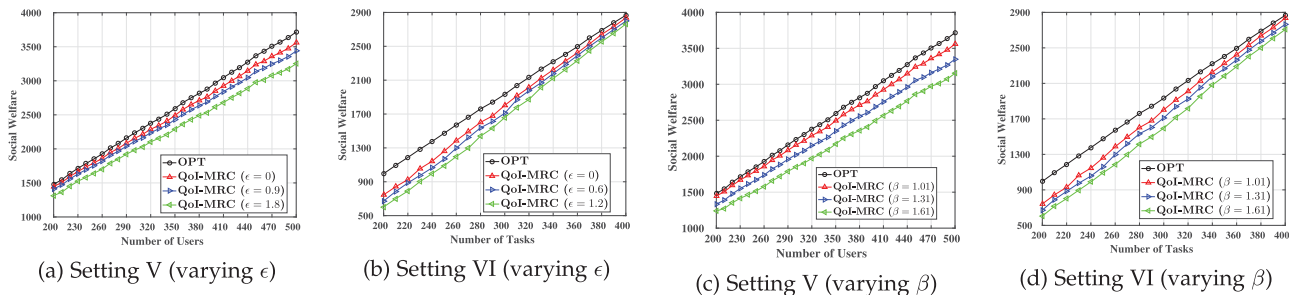 4000
3500
3000
2500
2000
1500
1000
Social Welfare
OPT
QoI-MRC (ϵ = 0)
QoI-MRC (ϵ = 0.9)
QoI-MRC (ϵ = 1.8)
200 230 260 290 320 350 380 410 440 470 500
Number of Users
(a) Setting V (varying ϵ)
2900
2500
2100
1700
1300
900
500
Social Welfare
OPT
QoI-MRC (ϵ = 0)
QoI-MRC (ϵ = 0.6)
QoI-MRC (ϵ = 1.2)
200 220 240 260 280 300 320 340 360 380 400
Number of Tasks
(b) Setting VI (varying ϵ)
4000
3500
3000
2500
2000
1500
1000
Social Welfare
OPT
QoI-MRC (β = 1.01)
QoI-MRC (β = 1.31)
QoI-MRC (β = 1.61)
200 230 260 290 320 350 380 410 440 470 500
Number of Users
(c) Setting V (varying β)
2900
2500
2100
1700
1300
900
500
Social Welfare
OPT
QoI-MRC (β = 1.01)
QoI-MRC (β = 1.31)
QoI-MRC (β = 1.61)
200 220 240 260 280 300 320 340 360 380 400
Number of Tasks
(d) Setting VI (varying β)